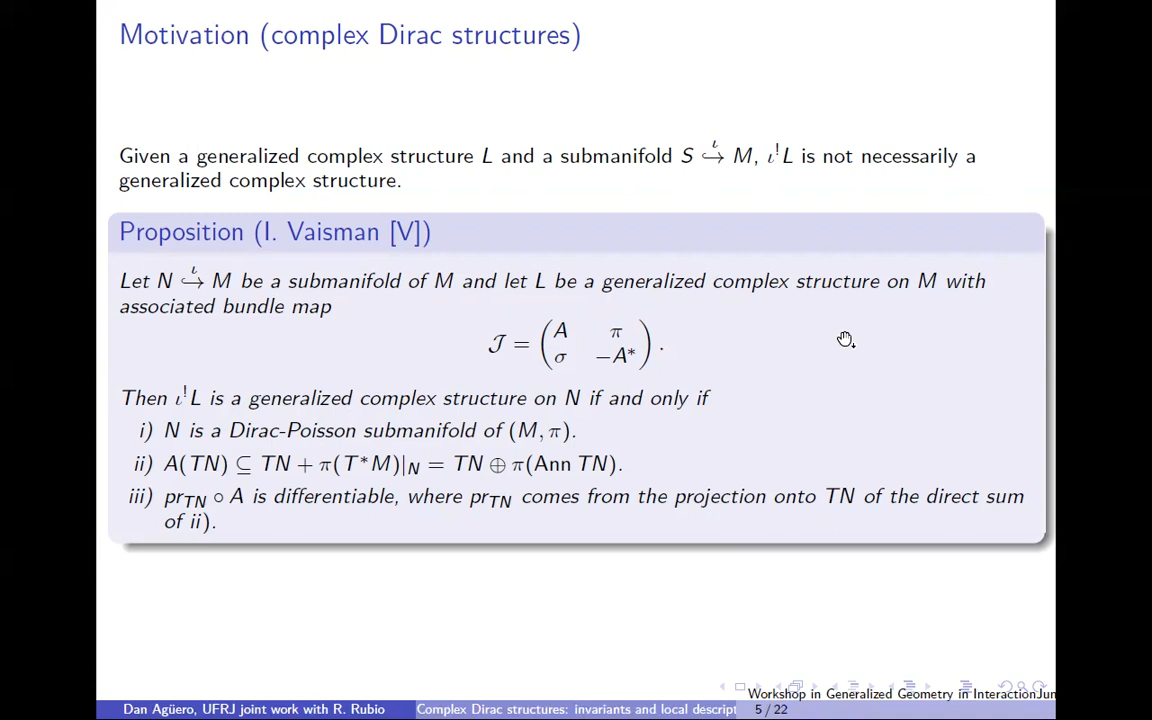 Motivation (complex Dirac structures)
Given a generalized complex structure L and a submanifold S ↪ι M, ι!L is not necessarily a
generalized complex structure.
Proposition (I. Vaisman [V])
Let N ↪ι M be a submanifold of M and let L be a generalized complex structure on M with
associated bundle map
𝒥 = ( A π
σ −A* ).
Then ι!L is a generalized complex structure on N if and only if
i) N is a Dirac-Poisson submanifold of (M, π).
ii) A(TN) ⊆ TN + π(T*M)|N = TN ⊕ π(Ann TN).
iii) prTN ∘ A is differentiable, where prTN comes from the projection onto TN of the direct sum
of ii).
Workshop in Generalized Geometry in InteractionJun
Dan Agüero, UFRJ joint work with R. Rubio Complex Dirac structures: invariants and local descript 5 / 22